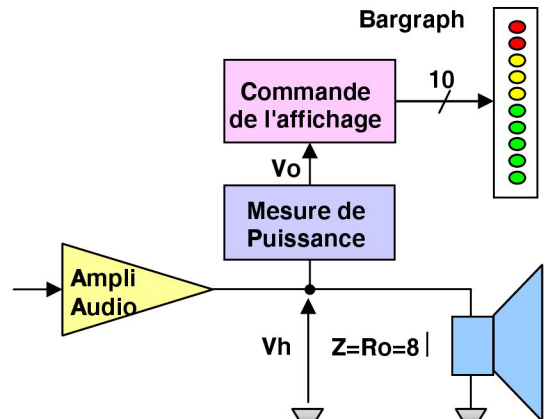 Bargraph
10
Commande
de l'affichage
Vo
Mesure de
Puissance
Ampli
Audio
Vh
Z=Ro=8